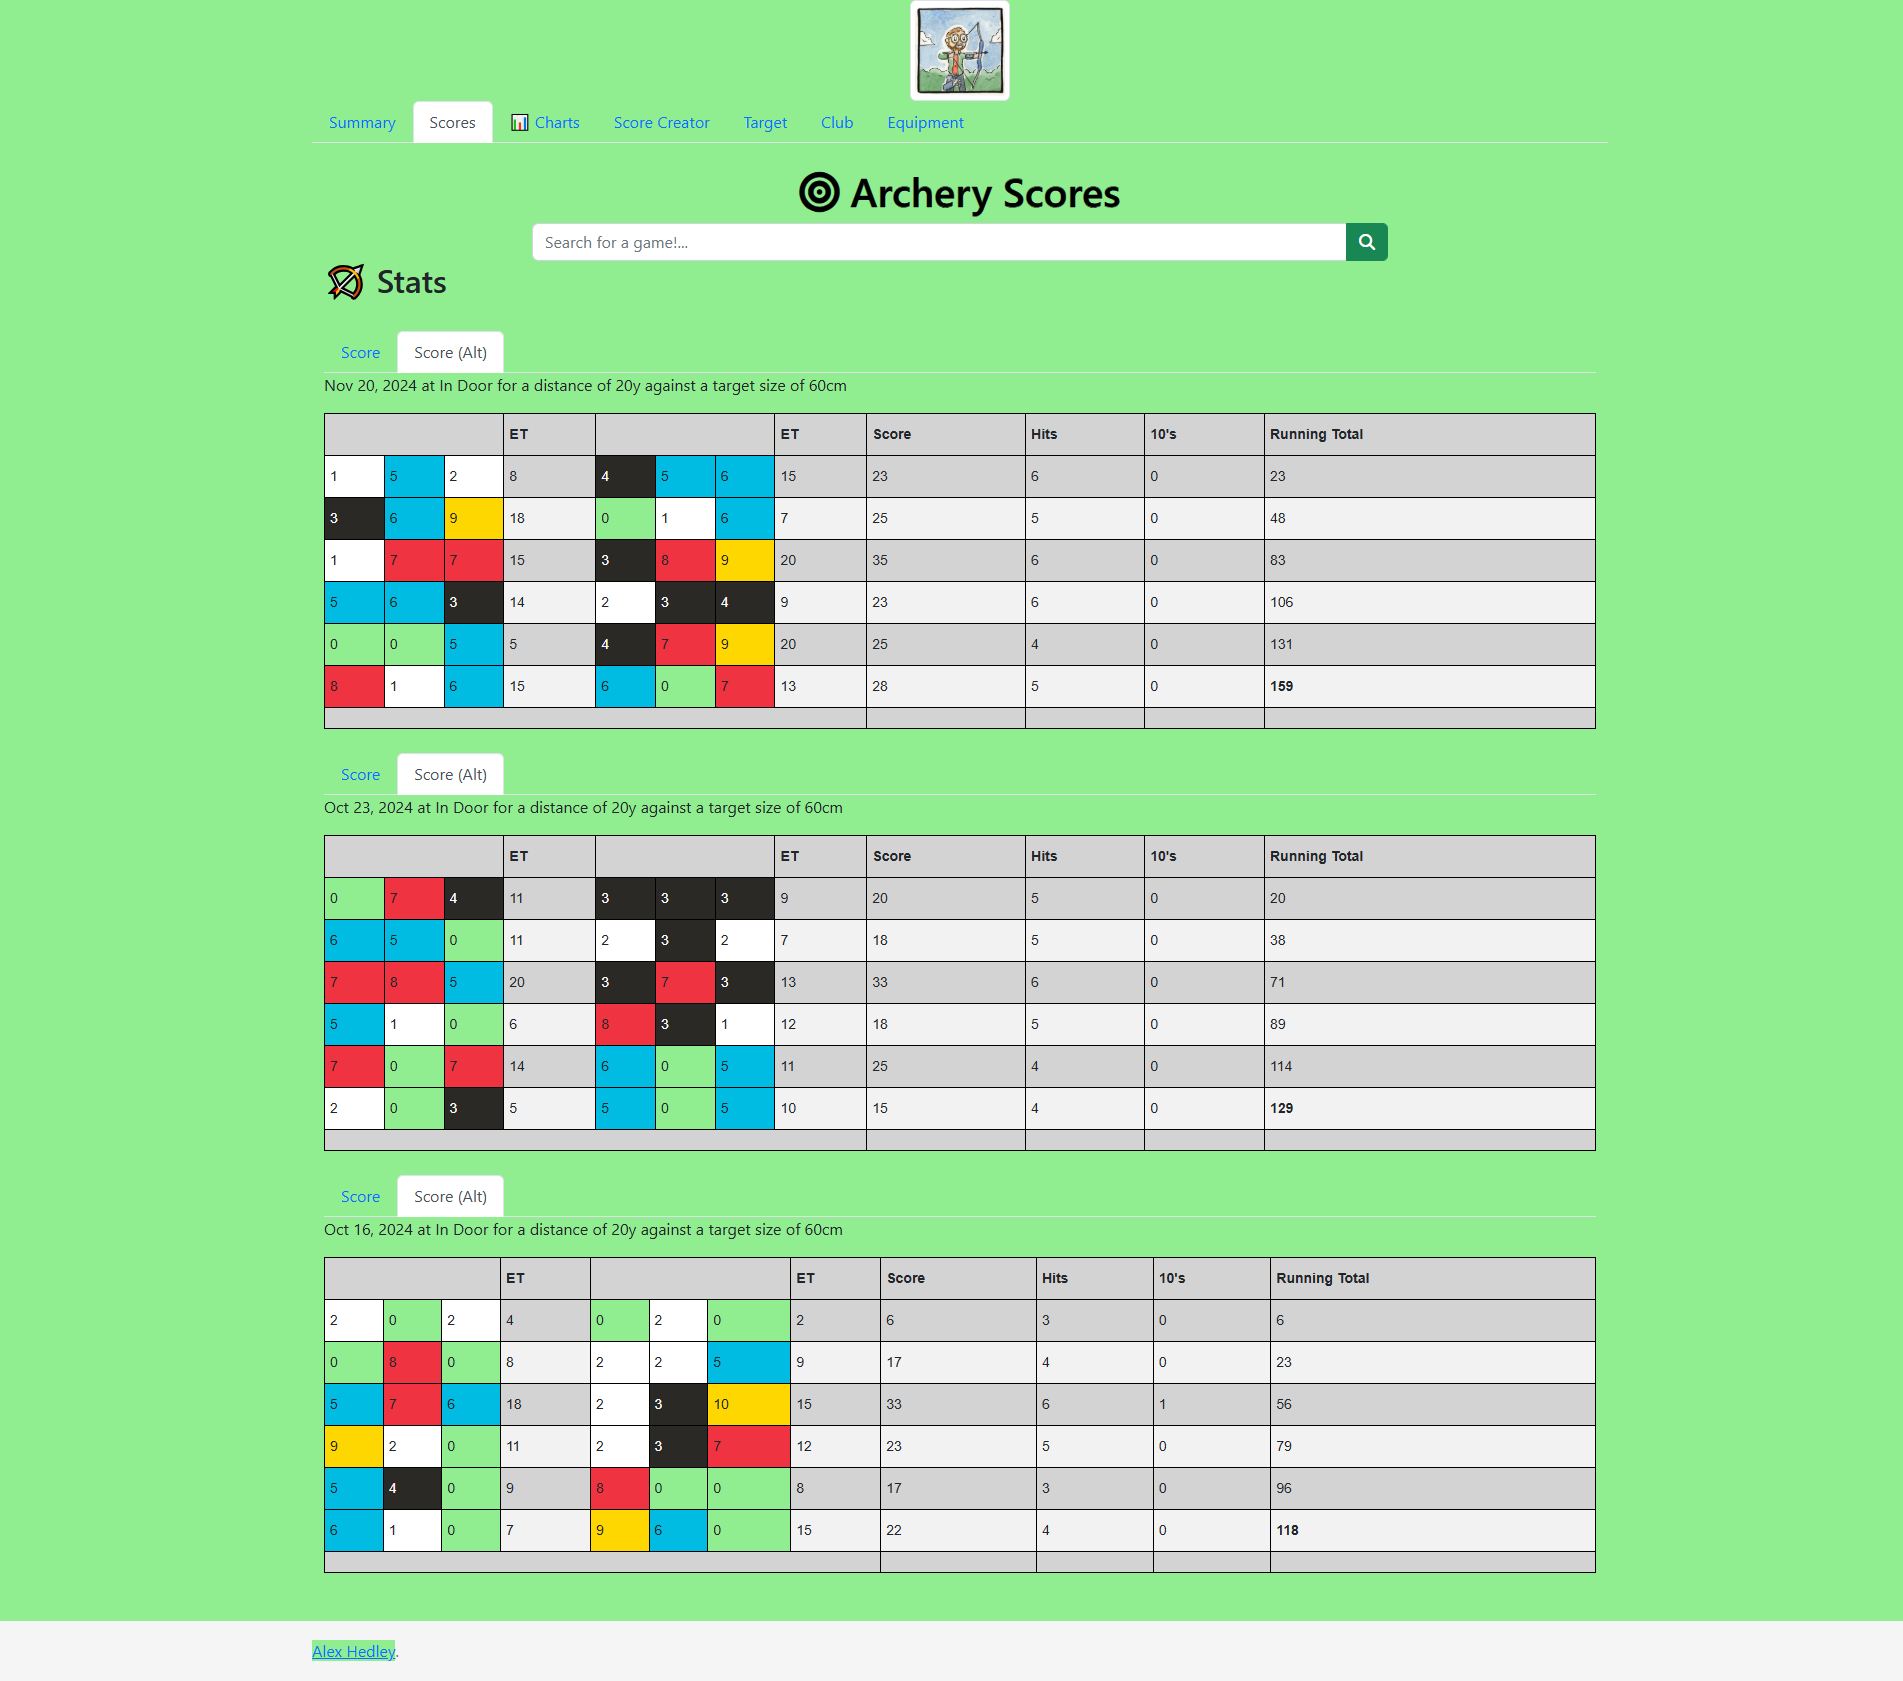 Summary Scores Charts Score Creator Target Club Equipment
Archery Scores
Search for a game!...
Stats
Score Score (Alt)
Nov 20, 2024 at In Door for a distance of 20y against a target size of 60cm
ET ET Score Hits 10's Running Total
1 5 2 8 4 5 6 15 23 6 0 23
3 6 9 18 0 1 6 7 25 5 0 48
1 7 7 15 3 8 9 20 35 6 0 83
5 6 3 14 2 3 4 9 23 6 0 106
0 0 5 5 4 7 9 20 25 4 0 131
8 1 6 15 6 0 7 13 28 5 0 159
Score Score (Alt)
Oct 23, 2024 at In Door for a distance of 20y against a target size of 60cm
ET ET Score Hits 10's Running Total
0 7 4 11 3 3 3 9 20 5 0 20
6 5 0 11 2 3 2 7 18 5 0 38
7 8 5 20 3 7 3 13 33 6 0 71
5 1 0 6 8 3 1 12 18 5 0 89
7 0 7 14 6 0 5 11 25 4 0 114
2 0 3 5 5 0 5 10 15 4 0 129
Score Score (Alt)
Oct 16, 2024 at In Door for a distance of 20y against a target size of 60cm
ET ET Score Hits 10's Running Total
2 0 2 4 0 2 0 2 6 3 0 6
0 8 0 8 2 2 5 9 17 4 0 23
5 7 6 18 2 3 10 15 33 6 1 56
9 2 0 11 2 3 7 12 23 5 0 79
5 4 0 9 8 0 0 8 17 3 0 96
6 1 0 7 9 6 0 15 22 4 0 118
Alex Hedley.